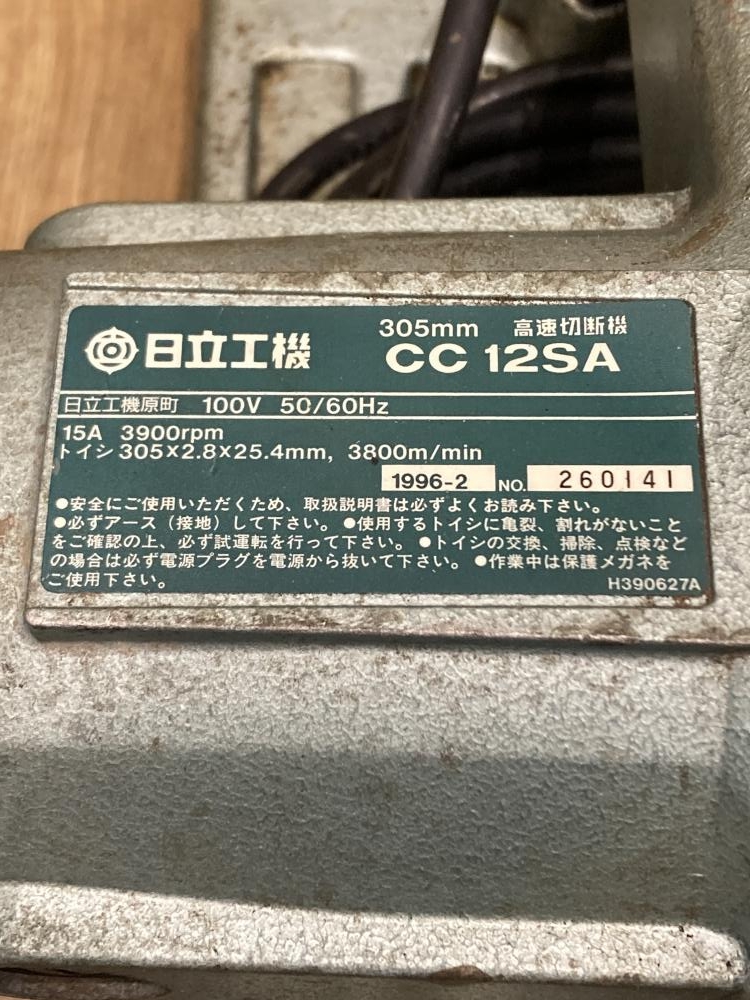 日立工機
305mm 高速切断機
CC 12SA
日立工機原町 100V 50/60Hz
15A 3900rpm
トイシ 305×2.8×25.4mm, 3800m/min
1996-2 NO. 260141
●安全にご使用いただくため、取扱説明書は必ずよくお読み下さい。
●必ずアース（接地）して下さい。●使用するトイシに亀裂、割れがないこと
をご確認の上、必ず試運転を行って下さい。●トイシの交換、掃除、点検など
の場合は必ず電源プラグを電源から抜いて下さい。●作業中は保護メガネを
ご使用下さい。 H390627A